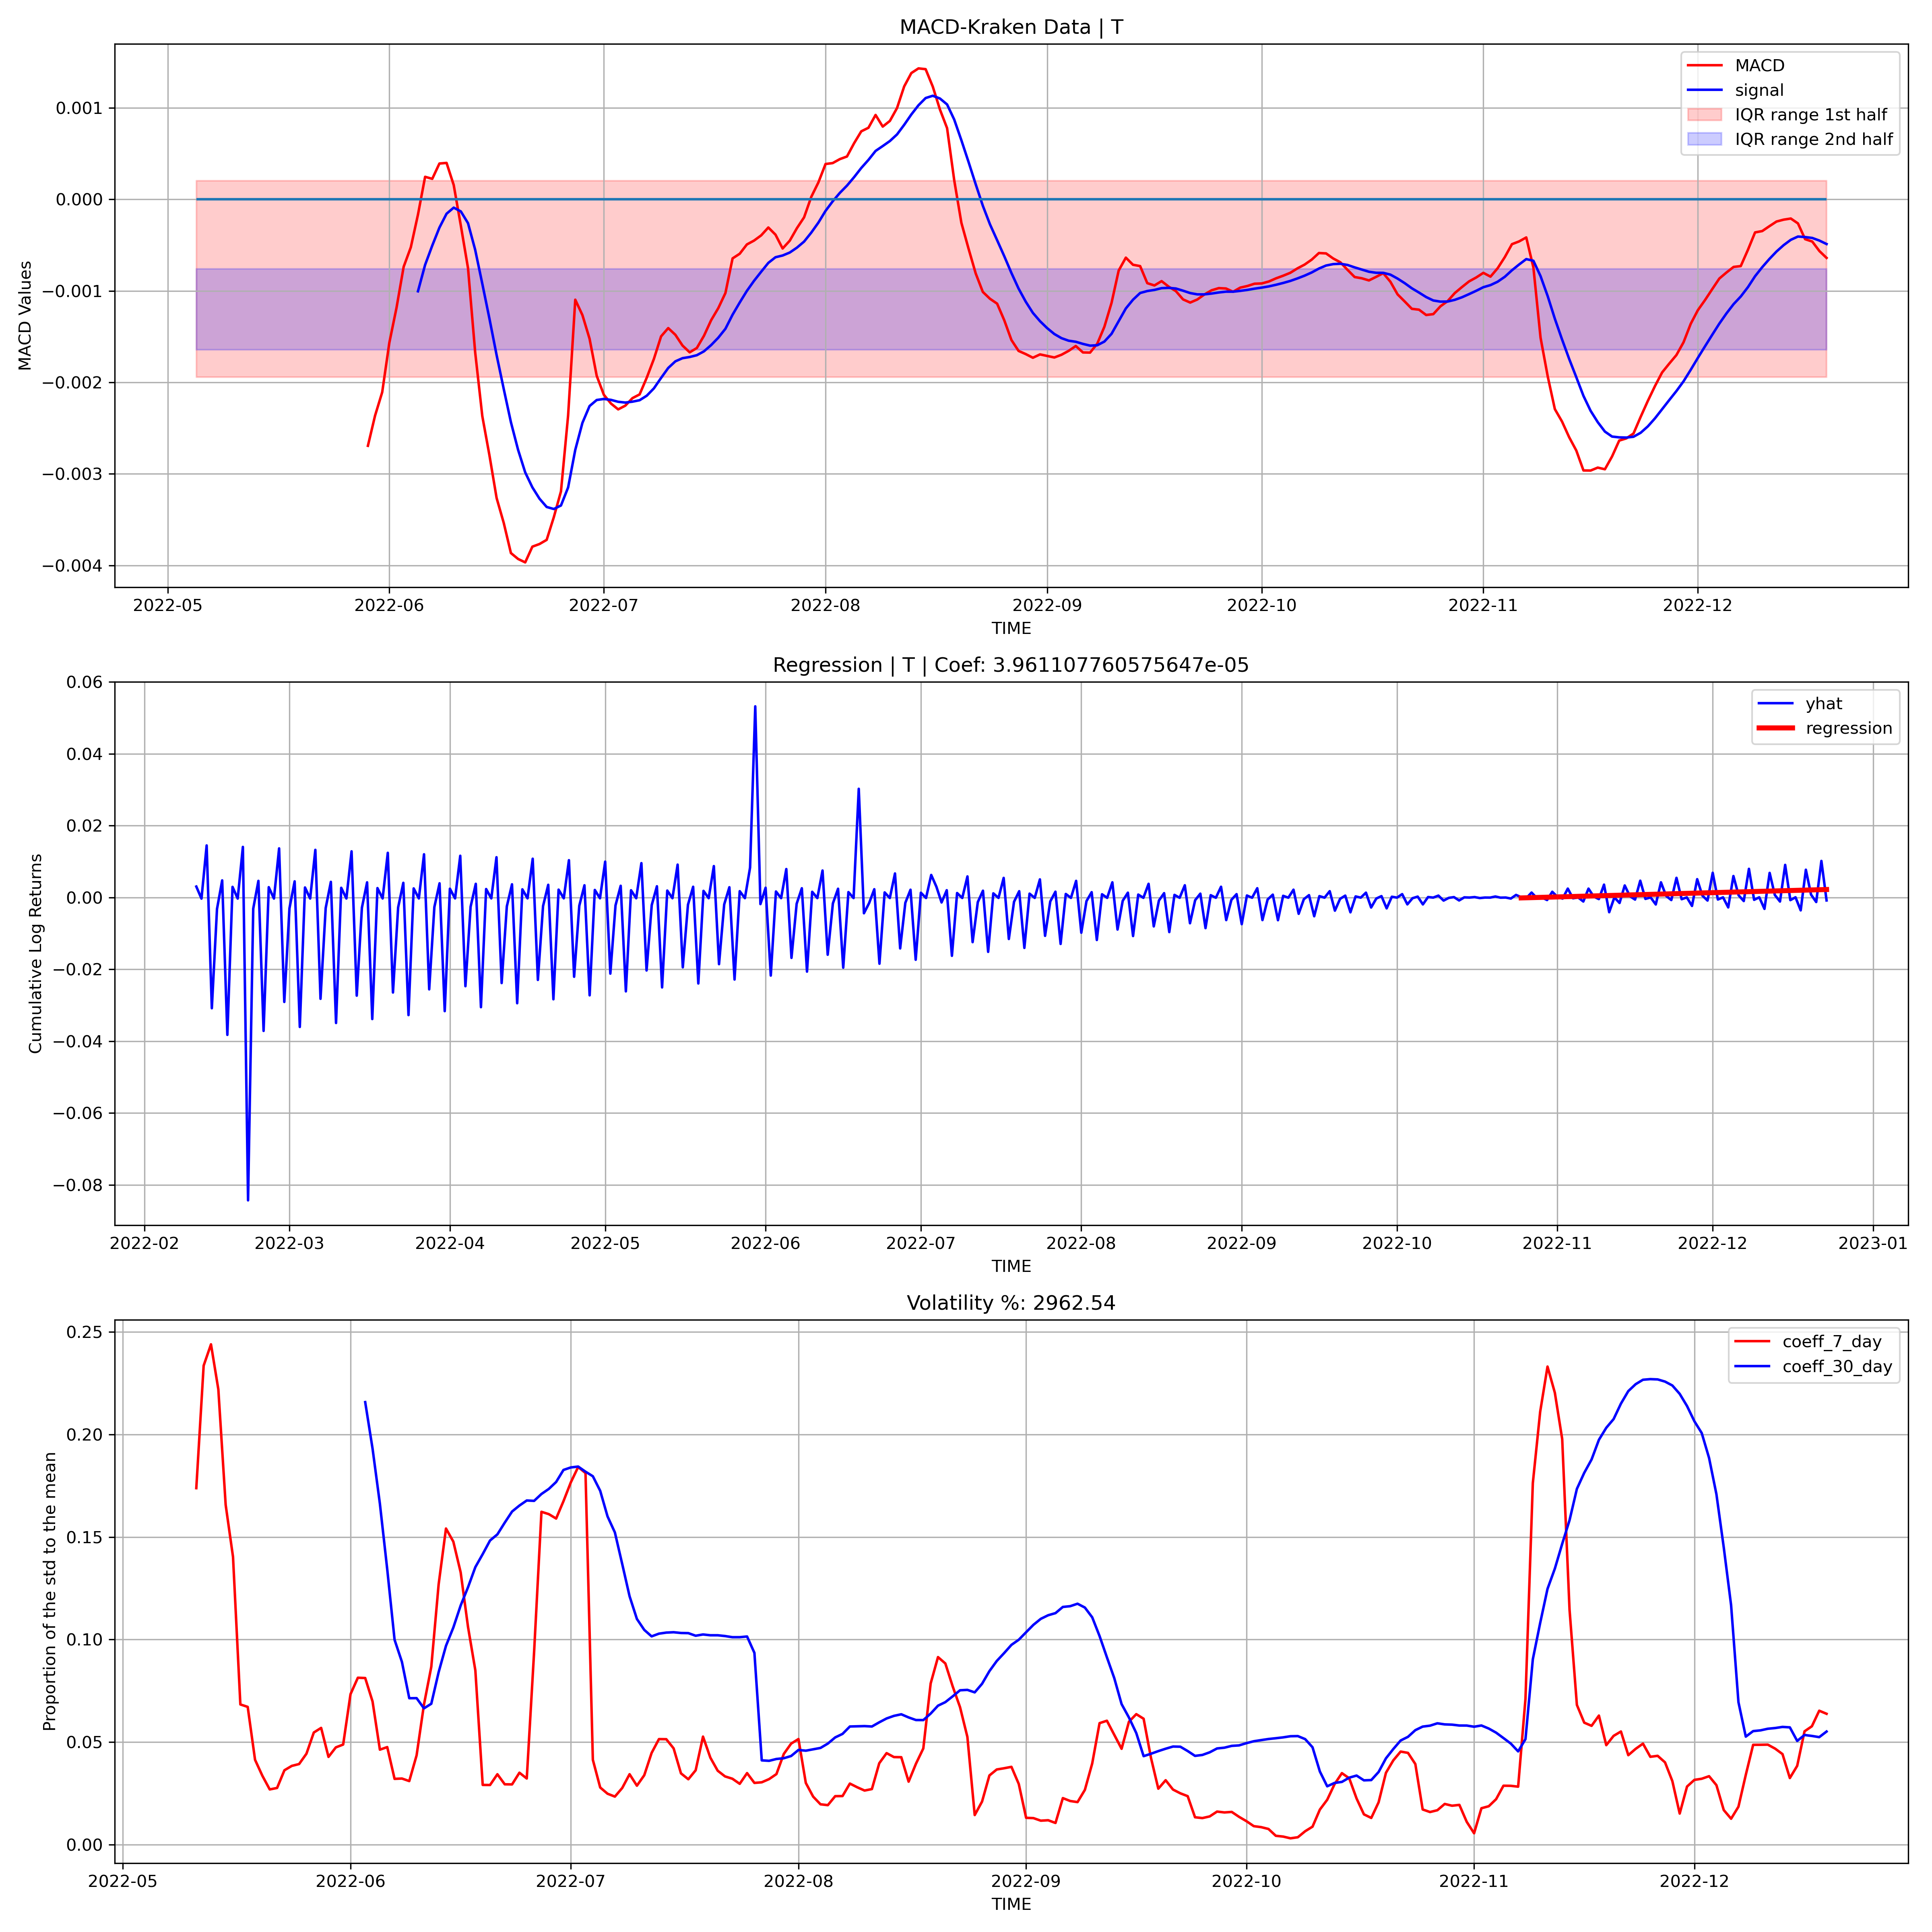 MACD-Kraken Data | T
MACD Values
0.001
0.000
−0.001
−0.002
−0.003
−0.004
MACD
signal
IQR range 1st half
IQR range 2nd half
2022-05 2022-06 2022-07 2022-08 2022-09 2022-10 2022-11 2022-12
TIME
Regression | T | Coef: 3.961107760575647e-05
Cumulative Log Returns
0.06
0.04
0.02
0.00
−0.02
−0.04
−0.06
−0.08
yhat
regression
2022-02 2022-03 2022-04 2022-05 2022-06 2022-07 2022-08 2022-09 2022-10 2022-11 2022-12 2023-01
TIME
Volatility %: 2962.54
Proportion of the std to the mean
0.25
0.20
0.15
0.10
0.05
0.00
coeff_7_day
coeff_30_day
2022-05 2022-06 2022-07 2022-08 2022-09 2022-10 2022-11 2022-12
TIME